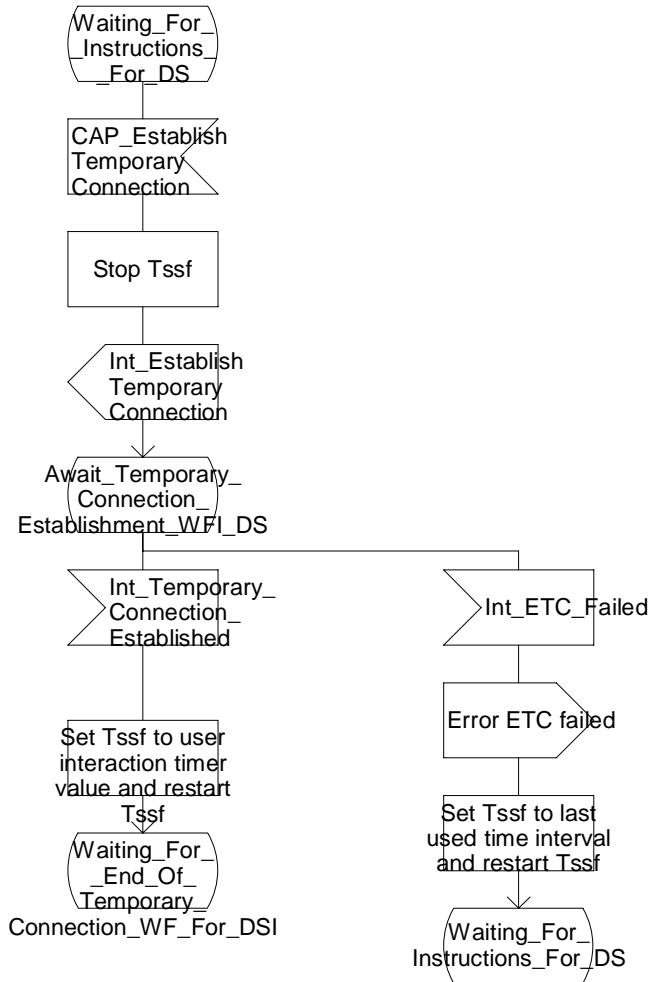 Waiting_For_
_Instructions_
_For_DS
CAP_Establish
Temporary
Connection
Stop Tssf
Int_Establish
Temporary
Connection
Await_Temporary_
Connection_
Establishment_WFI_DS
Int_Temporary_
Connection_
Established
Int_ETC_Failed
Error ETC failed
Set Tssf to user
interaction timer
value and restart
Tssf
Set Tssf to last
used time interval
and restart Tssf
Waiting_For_
_End_Of_
Temporary_
Connection_WF_For_DSI
Waiting_For_
Instructions_For_DS